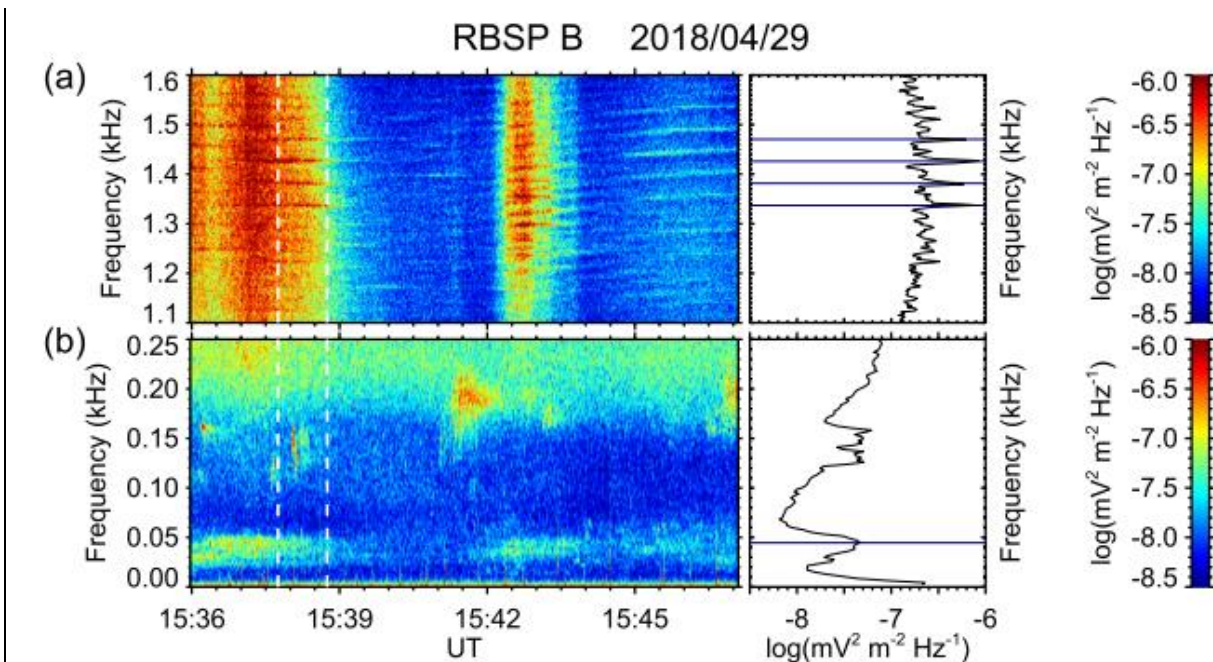 RBSP B 2018/04/29
(a)
Frequency (kHz)
1.6
1.5
1.4
1.3
1.2
1.1
Frequency (kHz)
log(mV² m⁻² Hz⁻¹)
-6.0
-6.5
-7.0
-7.5
-8.0
-8.5
(b)
Frequency (kHz)
0.25
0.20
0.15
0.10
0.05
0.00
15:36 15:39 15:42 15:45
UT
Frequency (kHz)
-8 -7 -6 -5
log(mV² m⁻² Hz⁻¹)
log(mV² m⁻² Hz⁻¹)
-6.0
-6.5
-7.0
-7.5
-8.0
-8.5